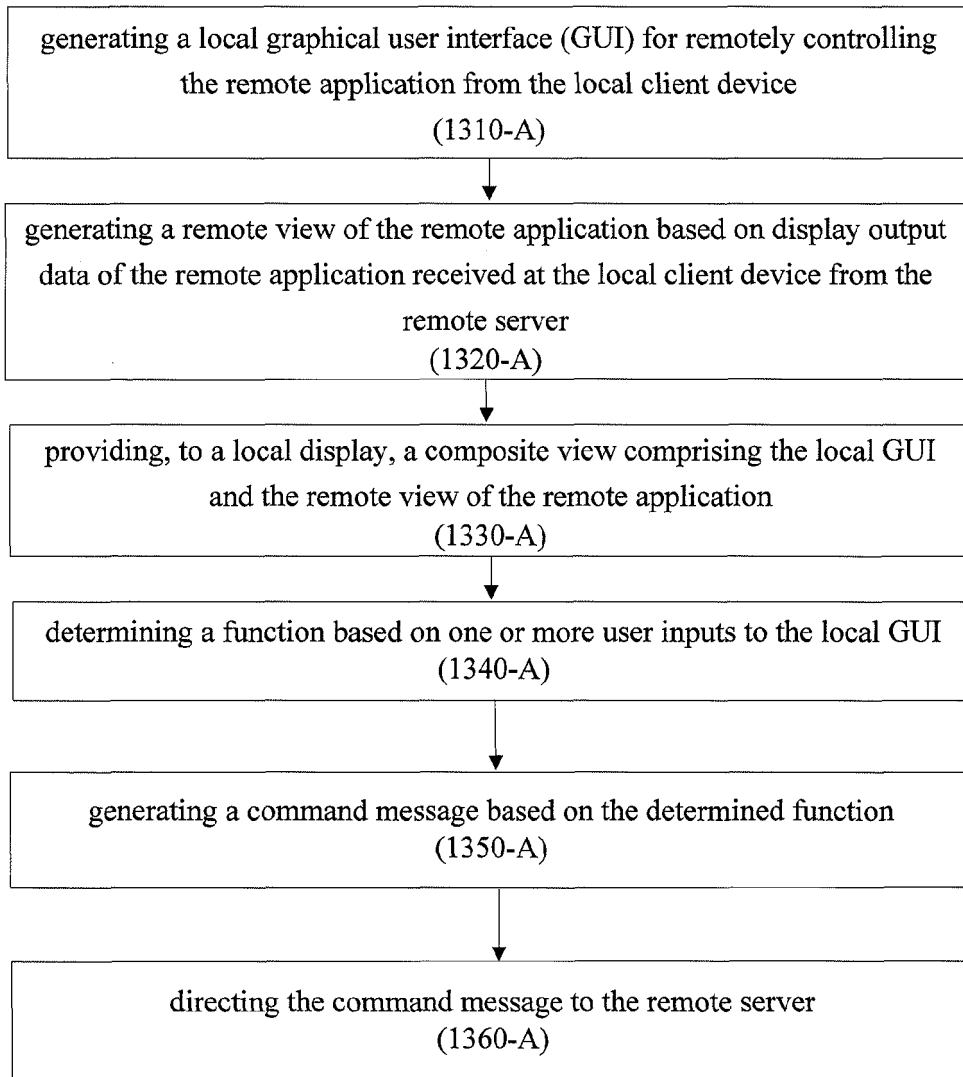 generating a local graphical user interface (GUI) for remotely controlling
the remote application from the local client device
(1310-A)
generating a remote view of the remote application based on display output
data of the remote application received at the local client device from the
remote server
(1320-A)
providing, to a local display, a composite view comprising the local GUI
and the remote view of the remote application
(1330-A)
determining a function based on one or more user inputs to the local GUI
(1340-A)
generating a command message based on the determined function
(1350-A)
directing the command message to the remote server
(1360-A)